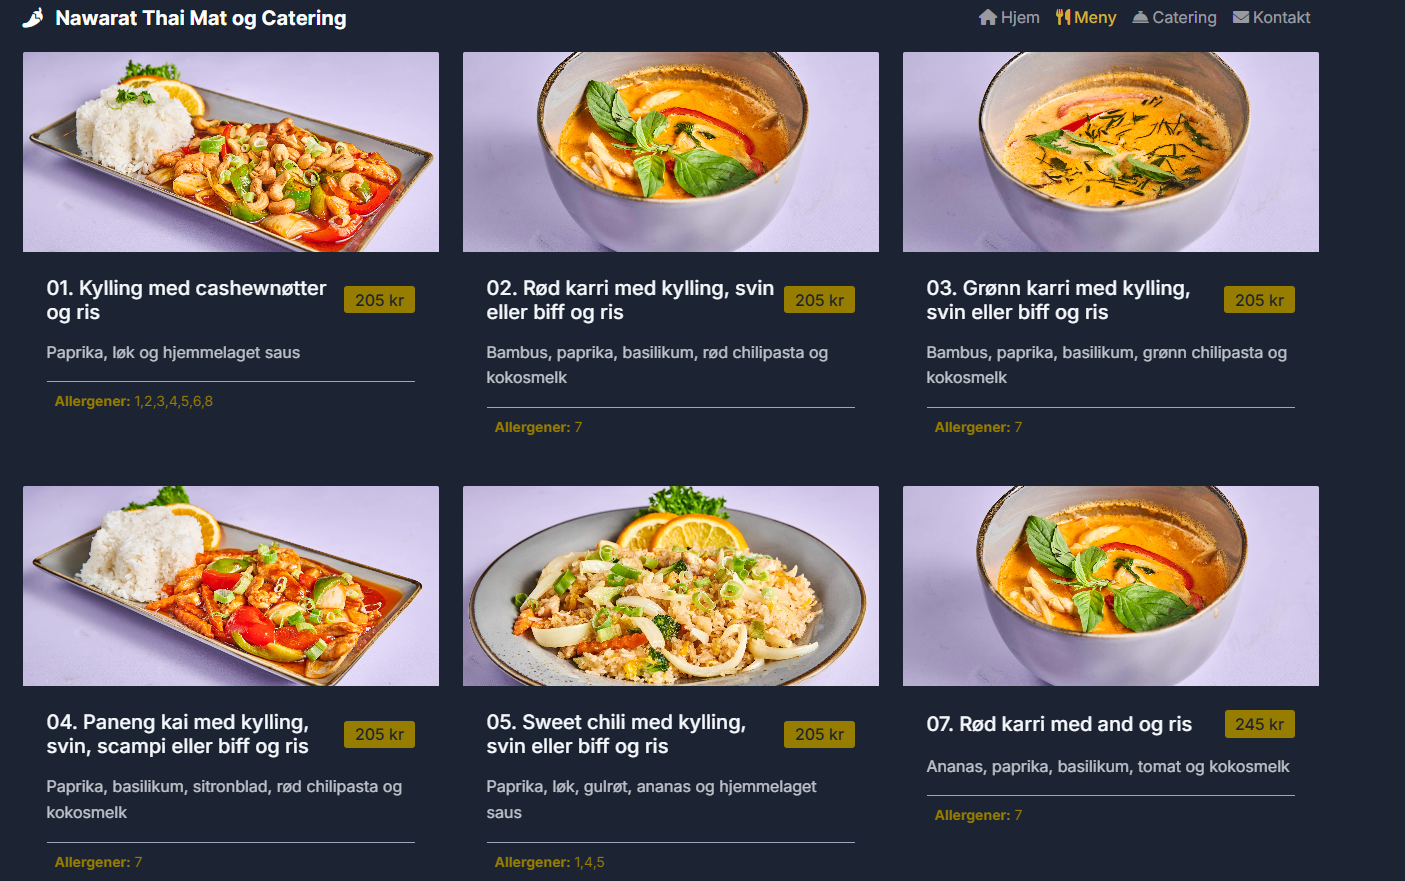 Nawarat Thai Mat og Catering
Hjem Meny Catering Kontakt
01. Kylling med cashewnøtter
og ris
205 kr
Paprika, løk og hjemmelaget saus
Allergener: 1,2,3,4,5,6,8
02. Rød karri med kylling, svin
eller biff og ris
205 kr
Bambus, paprika, basilikum, rød chilipasta og
kokosmelk
Allergener: 7
03. Grønn karri med kylling,
svin eller biff og ris
205 kr
Bambus, paprika, basilikum, grønn chilipasta og
kokosmelk
Allergener: 7
04. Paneng kai med kylling,
svin, scampi eller biff og ris
205 kr
Paprika, basilikum, sitronblad, rød chilipasta og
kokosmelk
Allergener: 7
05. Sweet chili med kylling,
svin eller biff og ris
205 kr
Paprika, løk, gulrøt, ananas og hjemmelaget
saus
Allergener: 1,4,5
07. Rød karri med and og ris
245 kr
Ananas, paprika, basilikum, tomat og kokosmelk
Allergener: 7